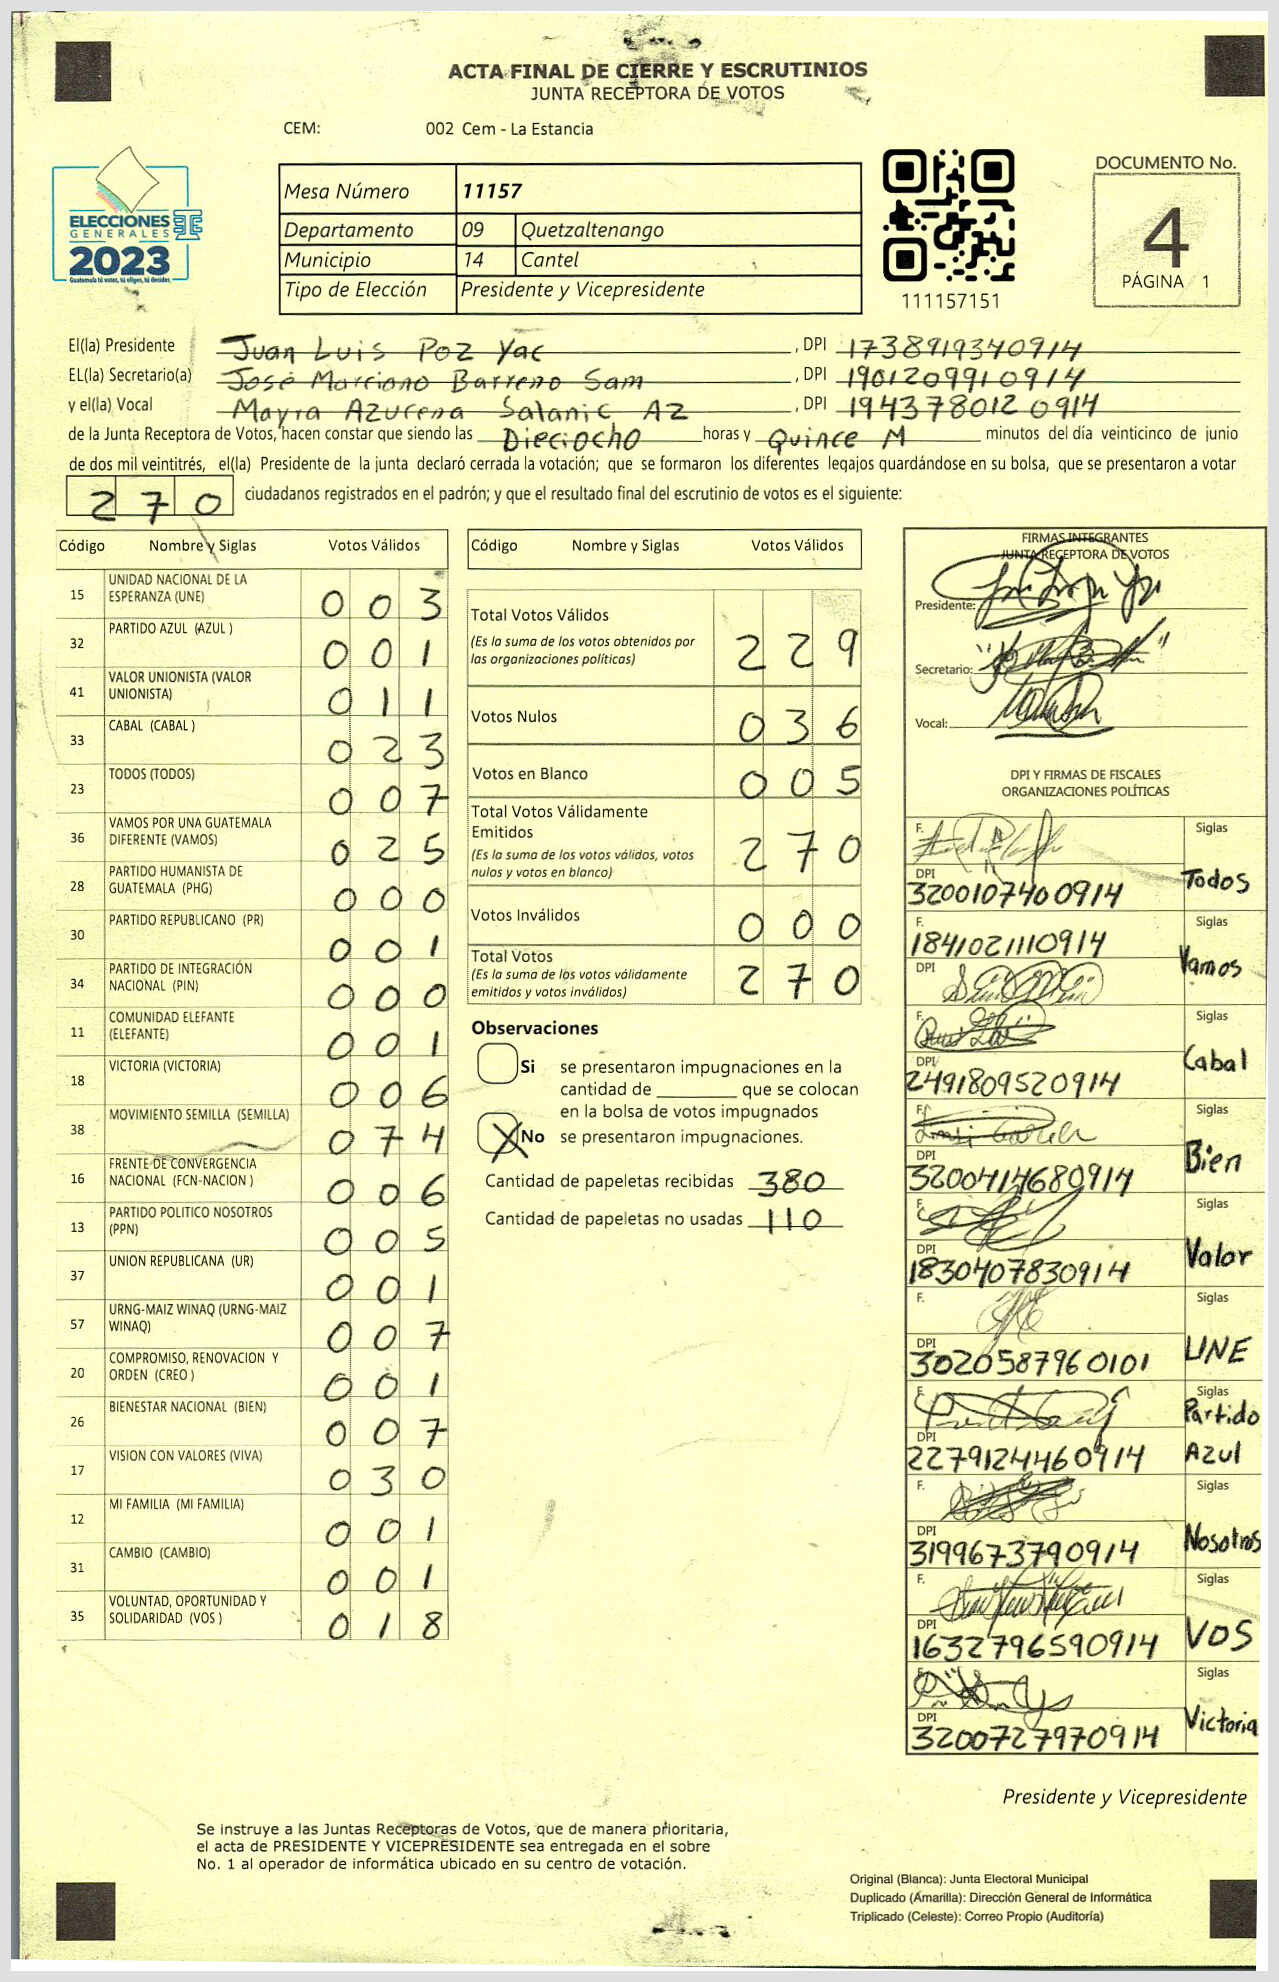 ACTA FINAL DE CIERRE Y ESCRUTINIOS
JUNTA RECEPTORA DE VOTOS
CEM: 002 Cem - La Estancia
ELECCIONES
GENERALES
2023
Guatemala tú votas, tú eliges, tú decides
Mesa Número 11157
Departamento 09 Quetzaltenango
Municipio 14 Cantel
Tipo de Elección Presidente y Vicepresidente
111157151
DOCUMENTO No.
4
PÁGINA 1
El(la) Presidente Juan Luis Poz Yac , DPI 1738919340914
EL(la) Secretario(a) José Marciano Barreno Sam , DPI 1901209910914
y el(la) Vocal Mayra Azucena Salanic Az , DPI 1943780120914
de la Junta Receptora de Votos, hacen constar que siendo las Dieciocho horas y Quince M minutos del día veinticinco de junio
de dos mil veintitrés, el(la) Presidente de la junta declaró cerrada la votación; que se formaron los diferentes legajos guardándose en su bolsa, que se presentaron a votar
270 ciudadanos registrados en el padrón; y que el resultado final del escrutinio de votos es el siguiente:
Código Nombre y Siglas Votos Válidos
15 UNIDAD NACIONAL DE LA ESPERANZA (UNE) 003
32 PARTIDO AZUL (AZUL ) 001
41 VALOR UNIONISTA (VALOR UNIONISTA) 011
33 CABAL (CABAL ) 023
23 TODOS (TODOS) 007
36 VAMOS POR UNA GUATEMALA DIFERENTE (VAMOS) 025
28 PARTIDO HUMANISTA DE GUATEMALA (PHG) 000
30 PARTIDO REPUBLICANO (PR) 001
34 PARTIDO DE INTEGRACIÓN NACIONAL (PIN) 000
11 COMUNIDAD ELEFANTE (ELEFANTE) 001
18 VICTORIA (VICTORIA) 006
38 MOVIMIENTO SEMILLA (SEMILLA) 074
16 FRENTE DE CONVERGENCIA NACIONAL (FCN-NACION ) 006
13 PARTIDO POLITICO NOSOTROS (PPN) 005
37 UNION REPUBLICANA (UR) 001
57 URNG-MAIZ WINAQ (URNG-MAIZ WINAQ) 007
20 COMPROMISO, RENOVACION Y ORDEN (CREO ) 001
26 BIENESTAR NACIONAL (BIEN) 007
17 VISION CON VALORES (VIVA) 030
12 MI FAMILIA (MI FAMILIA) 001
31 CAMBIO (CAMBIO) 001
35 VOLUNTAD, OPORTUNIDAD Y SOLIDARIDAD (VOS ) 018
Código Nombre y Siglas Votos Válidos
Total Votos Válidos
(Es la suma de los votos obtenidos por
las organizaciones políticas) 229
Votos Nulos 036
Votos en Blanco 005
Total Votos Válidamente
Emitidos
(Es la suma de los votos válidos, votos
nulos y votos en blanco) 270
Votos Inválidos 000
Total Votos
(Es la suma de los votos válidamente
emitidos y votos inválidos) 270
Observaciones
Si se presentaron impugnaciones en la
cantidad de ________ que se colocan
en la bolsa de votos impugnados
X No se presentaron impugnaciones.
Cantidad de papeletas recibidas 380
Cantidad de papeletas no usadas 110
FIRMAS INTEGRANTES
JUNTA RECEPTORA DE VOTOS
Presidente:
Secretario:
Vocal:
DPI Y FIRMAS DE FISCALES
ORGANIZACIONES POLÍTICAS
F. Siglas
DPI 3200107400914 Todos
F. 1841021110914 Siglas
DPI Vamos
F. Siglas
DPI 2491809520914 Cabal
F. Siglas
DPI 3200414680914 Bien
F. Siglas
DPI 1830407830914 Valor
F. Siglas
DPI 3020587960101 UNE
F. Siglas
DPI 2279124460914 Partido Azul
F. Siglas
DPI 3199673790914 Nosotros
F. Siglas
DPI 1632796590914 VOS
F. Siglas
DPI 3200727970914 Victoria
Presidente y Vicepresidente
Se instruye a las Juntas Receptoras de Votos, que de manera prioritaria,
el acta de PRESIDENTE Y VICEPRESIDENTE sea entregada en el sobre
No. 1 al operador de informática ubicado en su centro de votación.
Original (Blanca): Junta Electoral Municipal
Duplicado (Amarilla): Dirección General de Informática
Triplicado (Celeste): Correo Propio (Auditoría)